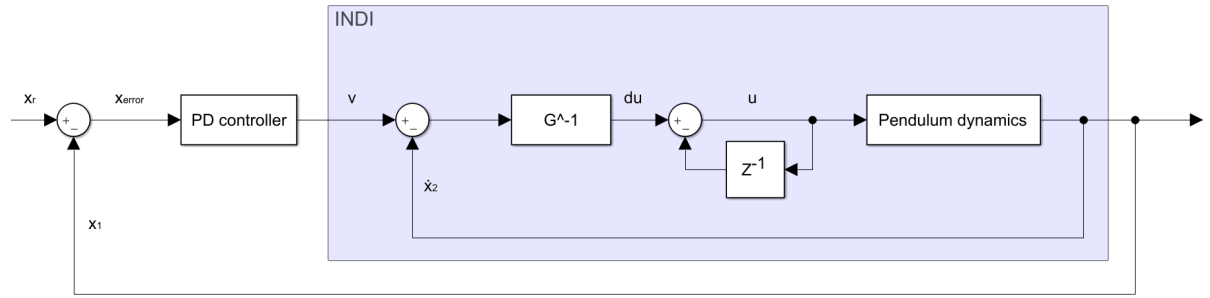 INDI
xr
xerror
v
du
u
+
−
PD controller
+
−
G^-1
+
−
Pendulum dynamics
Z-1
ẋ2
x1